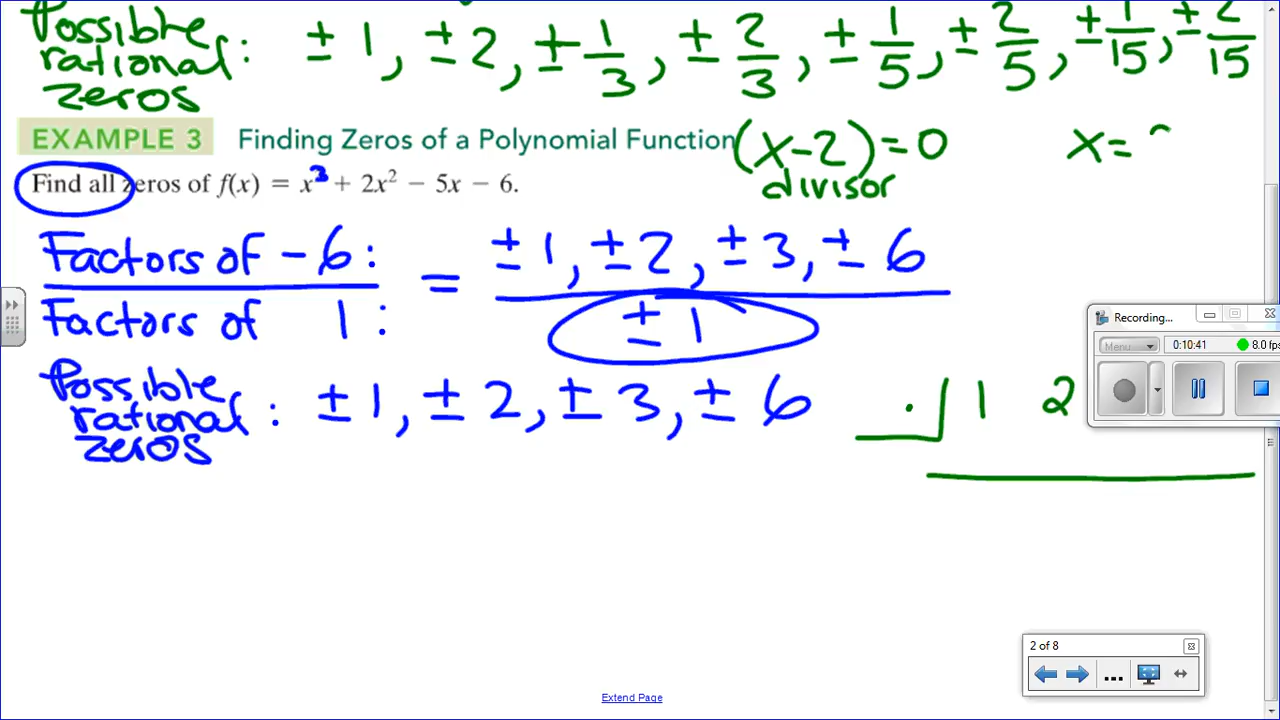 Possible rational zeros : ± 1, ± 2, ± 1/3, ± 2/3, ± 1/5, ± 2/5, ± 1/15, ± 2/15
EXAMPLE 3 Finding Zeros of a Polynomial Function
(x-2) = 0 x =
divisor
Find all zeros of f(x) = x³ + 2x² − 5x − 6.
Factors of -6: = ±1, ±2, ±3, ±6
Factors of 1: ±1
Possible rational zeros : ±1, ±2, ±3, ±6
1 2
Recording...
Menu
0:10:41
8.0 fps
2 of 8
...
Extend Page